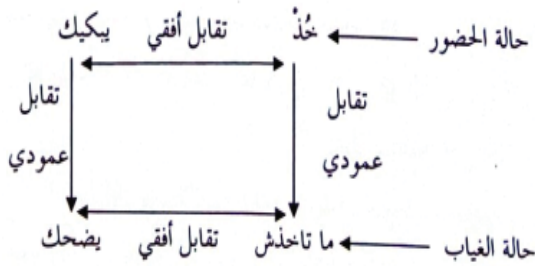 حالة الحضور خُذْ تقابل أفقي يبكيك
تقابل تقابل
عمودي عمودي
حالة الغياب ما تاخذش تقابل أفقي يضحك